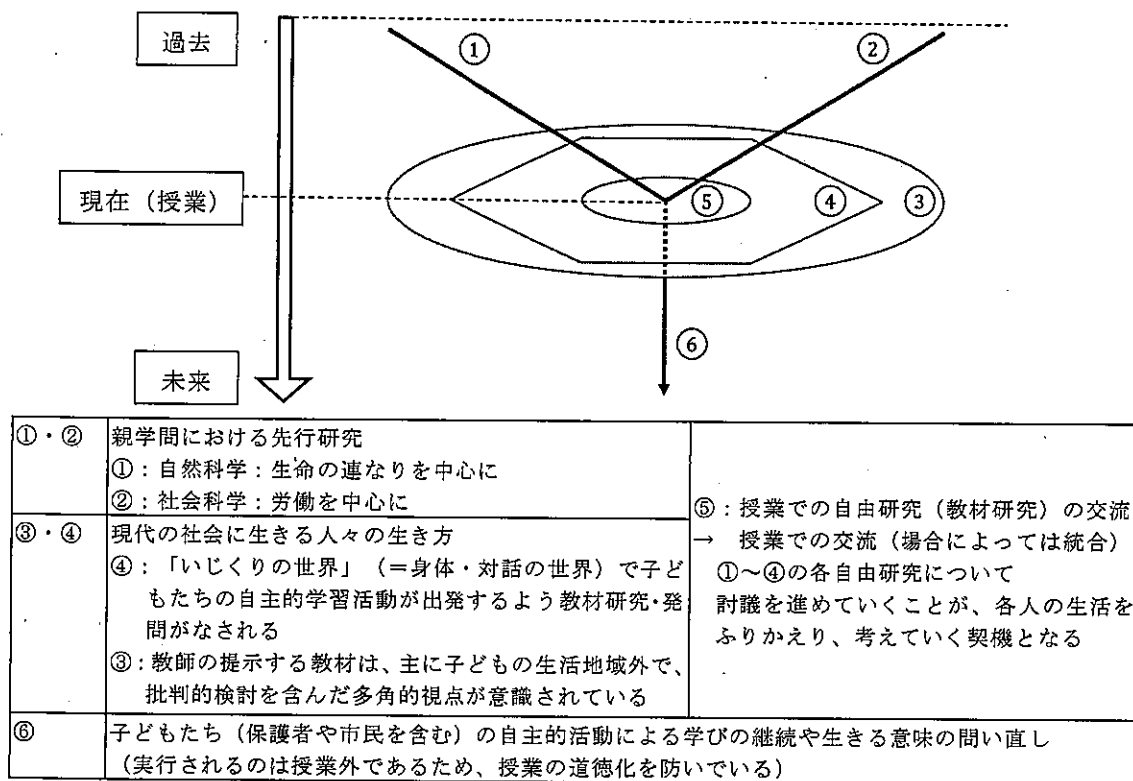 過去
①
②
現在（授業）
⑤
④
③
⑥
未来
①・②
親学問における先行研究
①：自然科学：生命の連なりを中心に
②：社会科学：労働を中心に
③・④
現代の社会に生きる人々の生き方
④：「いじくりの世界」（＝身体・対話の世界）で子ど
もたちの自主的学習活動が出発するよう教材研究・発
問がなされる
③：教師の提示する教材は、主に子どもの生活地域外で、
批判的検討を含んだ多角的視点が意識されている
⑤：授業での自由研究（教材研究）の交流
→　授業での交流（場合によっては統合）
①～④の各自由研究について
討議を進めていくことが、各人の生活を
ふりかえり、考えていく契機となる
⑥
子どもたち（保護者や市民を含む）の自主的活動による学びの継続や生きる意味の問い直し
（実行されるのは授業外であるため、授業の道徳化を防いでいる）